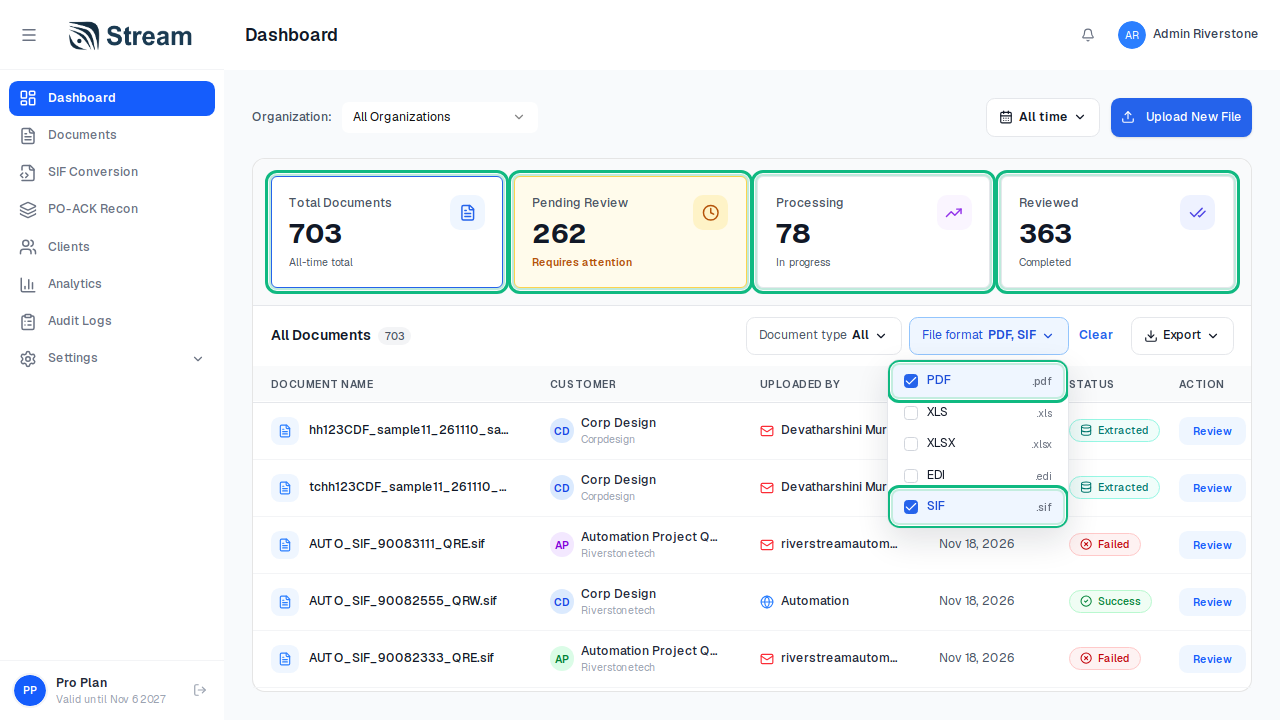 Stream
Dashboard
AR Admin Riverstone
Dashboard
Documents
SIF Conversion
PO-ACK Recon
Clients
Analytics
Audit Logs
Settings
PP Pro Plan
Valid until Nov 6 2027
Organization: All Organizations
All time
Upload New File
Total Documents
703
All-time total
Pending Review
262
Requires attention
Processing
78
In progress
Reviewed
363
Completed
All Documents 703
Document type All
File format PDF, SIF
Clear
Export
DOCUMENT NAME CUSTOMER UPLOADED BY STATUS ACTION
PDF .pdf
XLS .xls
XLSX .xlsx
EDI .edi
SIF .sif
hh123CDF_sample11_261110_sa... CD Corp Design Devatharshini Mur Extracted Review
Corpdesign
tchh123CDF_sample11_261110_... CD Corp Design Devatharshini Mur Extracted Review
Corpdesign
AUTO_SIF_90083111_QRE.sif AP Automation Project Q... riverstreamautom... Nov 18, 2026 Failed Review
Riverstonetech
AUTO_SIF_90082555_QRW.sif CD Corp Design Automation Nov 18, 2026 Success Review
Riverstonetech
AUTO_SIF_90082333_QRE.sif AP Automation Project Q... riverstreamautom... Nov 18, 2026 Failed Review
Riverstonetech